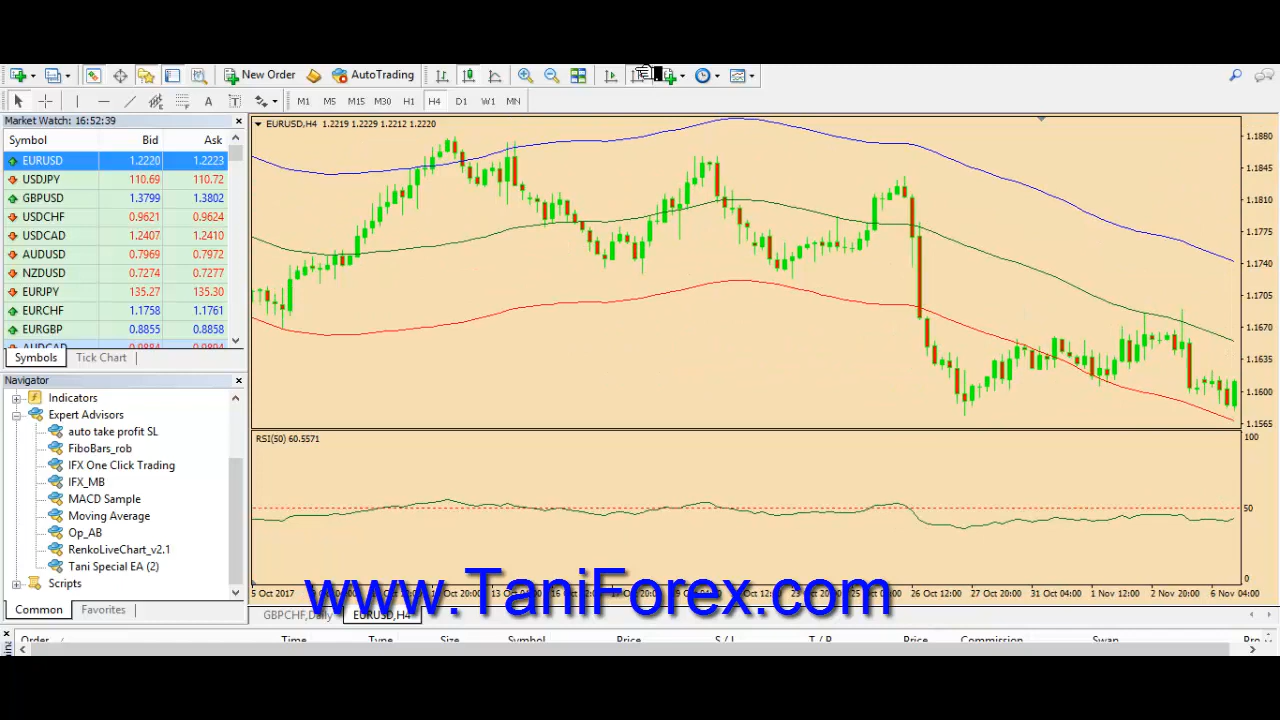 New Order AutoTrading
A T M1 M5 M15 M30 H1 H4 D1 W1 MN
Market Watch: 16:52:39
Symbol Bid Ask
EURUSD 1.2220 1.2223
USDJPY 110.69 110.72
GBPUSD 1.3799 1.3802
USDCHF 0.9621 0.9624
USDCAD 1.2407 1.2410
AUDUSD 0.7969 0.7972
NZDUSD 0.7274 0.7277
EURJPY 135.27 135.30
EURCHF 1.1758 1.1761
EURGBP 0.8855 0.8858
AUDCAD 0.9884 0.9894
Symbols Tick Chart
Navigator
Indicators
Expert Advisors
auto take profit SL
FiboBars_rob
IFX One Click Trading
IFX_MB
MACD Sample
Moving Average
Op_AB
RenkoLiveChart_v2.1
Tani Special EA (2)
Scripts
Common Favorites
EURUSD,H4 1.2219 1.2229 1.2212 1.2220
1.1880
1.1845
1.1810
1.1775
1.1740
1.1705
1.1670
1.1635
1.1600
1.1565
RSI(50) 60.5571
100
50
0
5 Oct 2017 26 Oct 12:00 27 Oct 20:00 31 Oct 04:00 1 Nov 12:00 2 Nov 20:00 6 Nov 04:00
www.TaniForex.com
GBPCHF,Daily EURUSD,H4
Order Time Type Size Symbol Price S / L T / P Price Commission Swap